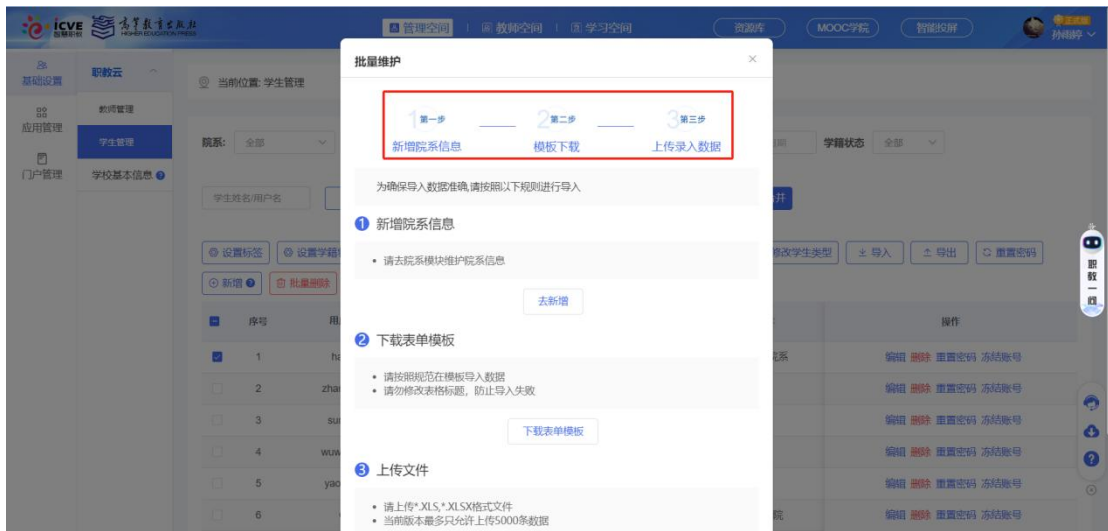 icve 智慧职教 高等教育出版社 HIGHER EDUCATION PRESS 管理空间 教师空间 学习空间 资源库 MOOC学院 智能投屏 正式版 孙雨婷
基础设置
应用管理
门户管理
职教云
教师管理
学生管理
学校基本信息
当前位置: 学生管理
院系: 全部 学籍状态 全部
学生姓名/用户名
设置标签 修改学生类型 导入 导出 重置密码
新增 批量删除
序号 操作
1 编辑 删除 重置密码 冻结账号
2 编辑 删除 重置密码 冻结账号
3 编辑 删除 重置密码 冻结账号
4 编辑 删除 重置密码 冻结账号
5 编辑 删除 重置密码 冻结账号
6 编辑 删除 重置密码 冻结账号
批量维护
1 第一步 2 第二步 3 第三步
新增院系信息 模板下载 上传录入数据
为确保导入数据准确,请按照以下规则进行导入
1 新增院系信息
• 请去院系模块维护院系信息
去新增
2 下载表单模板
• 请按照规范在模板导入数据
• 请勿修改表格标题，防止导入失败
下载表单模板
3 上传文件
• 请上传*.XLS,*.XLSX格式文件
• 当前版本最多只允许上传5000条数据
职教一问